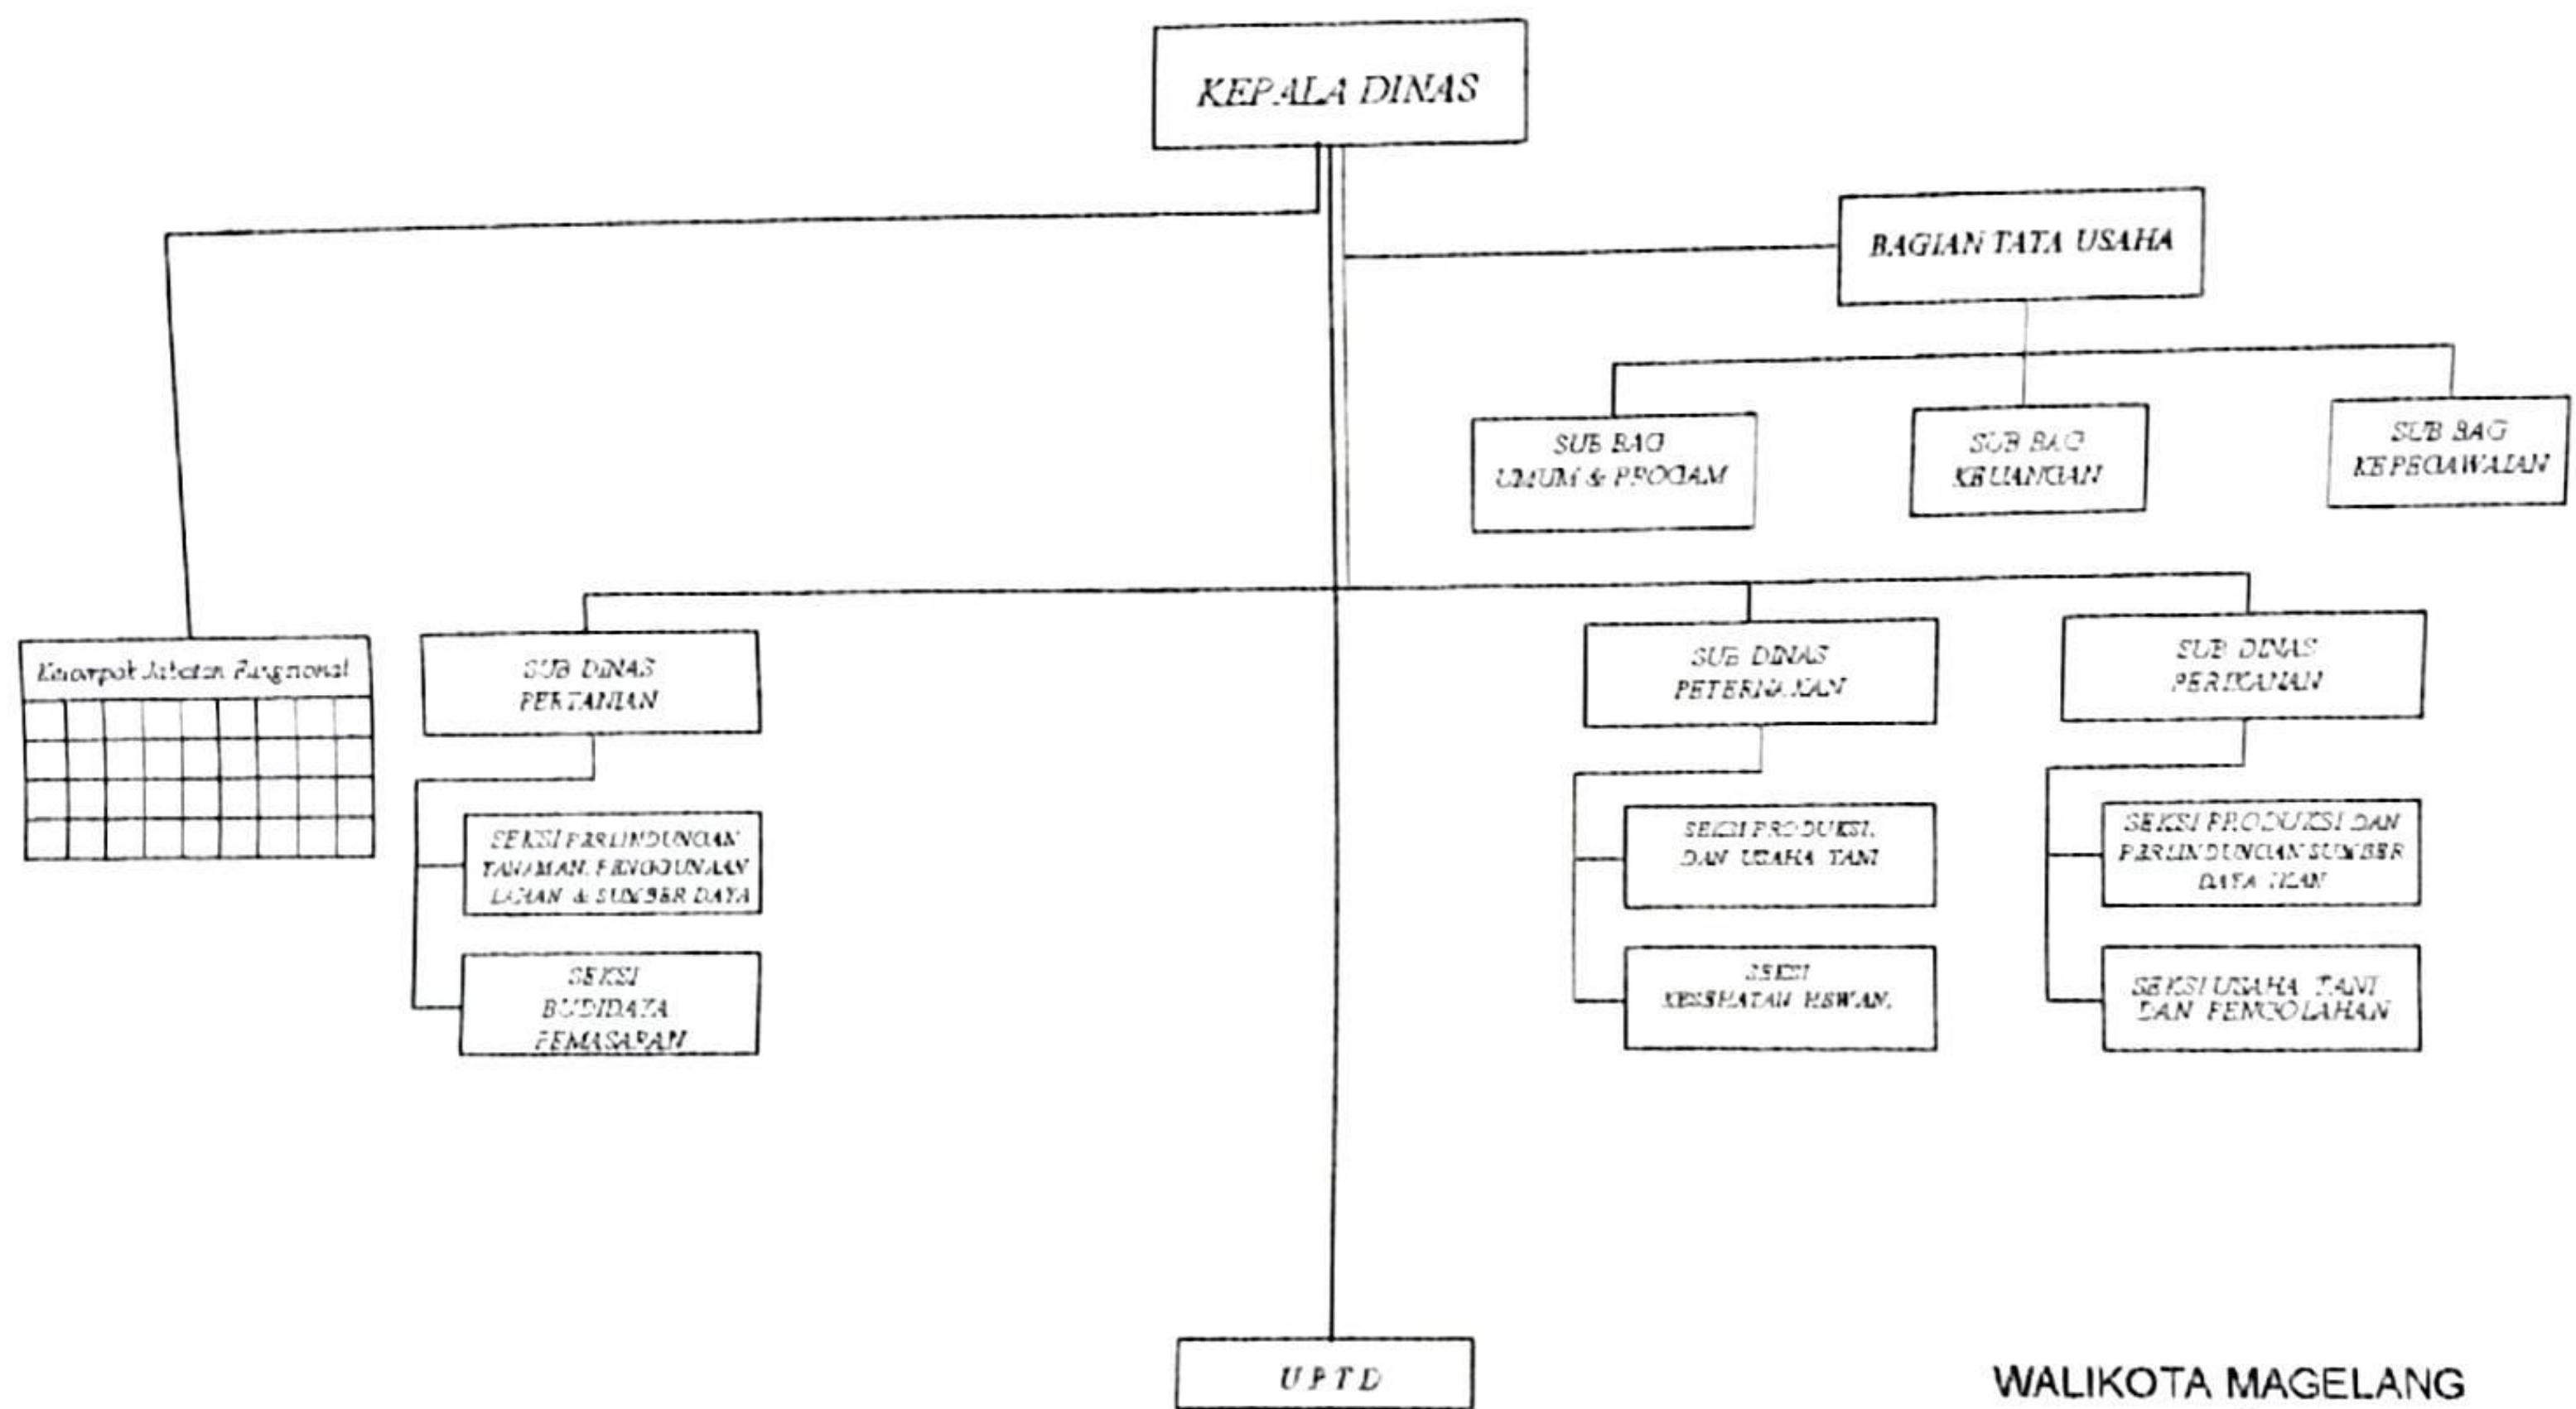 KEPALA DINAS
BAGIAN TATA USAHA
SUB BAG
UMUM & PROGAM
SUB BAG
KEUANGAN
SUB BAG
KEPEGAWAIAN
Kelompok Jabatan Fungsional
SUB DINAS
PERTANIAN
SUB DINAS
PETERNAKAN
SUB DINAS
PERIKANAN
SEKSI PERLINDUNGAN
TANAMAN, PENGGUNAAN
LAHAN & SUMBER DAYA
SEKSI
BUDIDAYA
PEMASARAN
SEKSI PRODUKSI,
DAN USAHA TANI
SEKSI
KESEHATAN HEWAN,
SEKSI PRODUKSI DAN
PERLINDUNGAN SUMBER
DAYA IKAN
SEKSI USAHA TANI
DAN PENGOLAHAN
UPTD
WALIKOTA MAGELANG